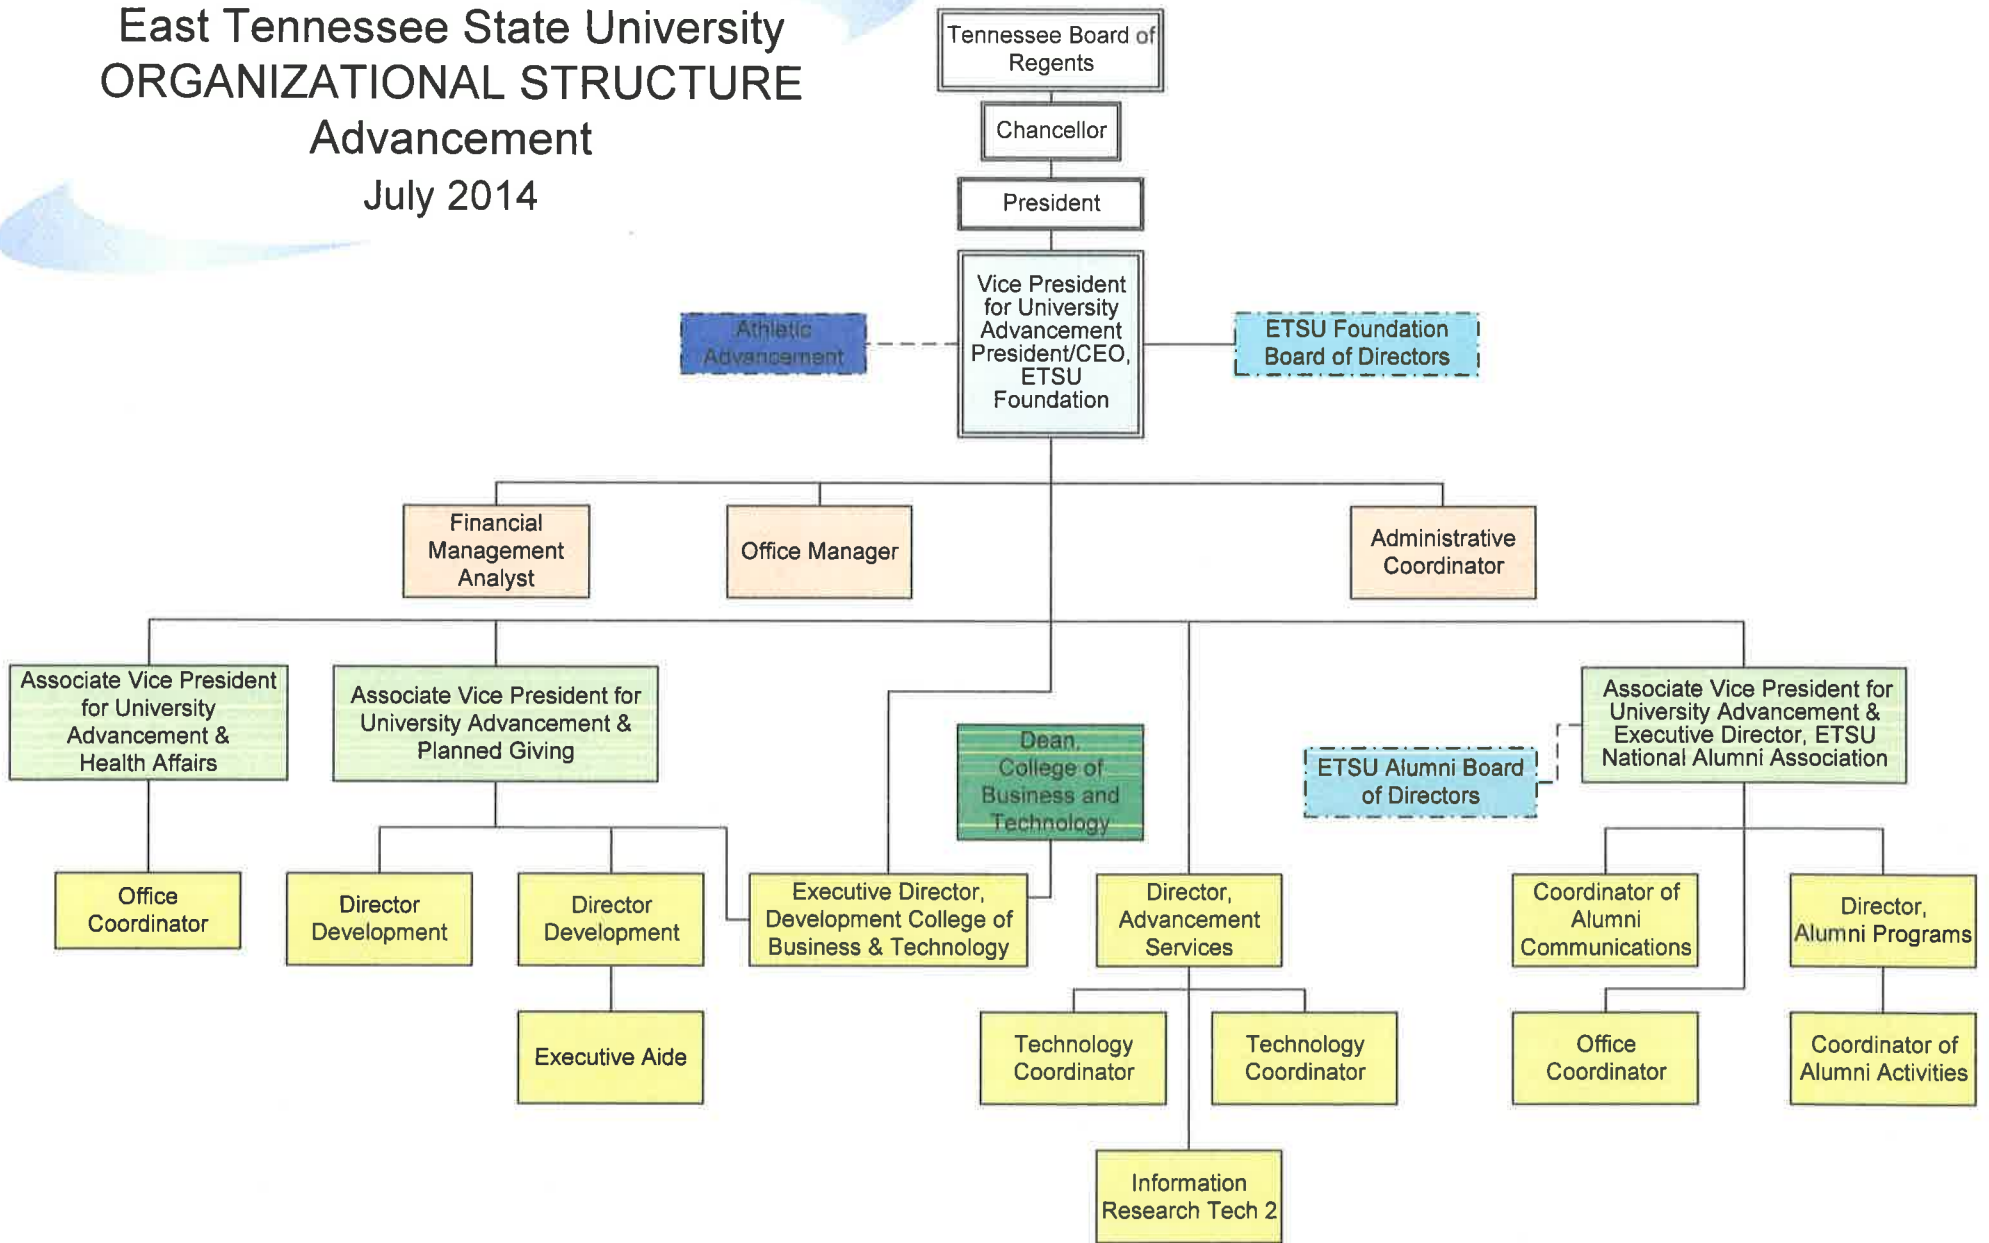 East Tennessee State University
ORGANIZATIONAL STRUCTURE
Advancement
July 2014
Tennessee Board of
Regents
Chancellor
President
Vice President
for University
Advancement
President/CEO,
ETSU
Foundation
Athletic
Advancement
ETSU Foundation
Board of Directors
Financial
Management
Analyst
Office Manager
Administrative
Coordinator
Associate Vice President
for University
Advancement &
Health Affairs
Associate Vice President for
University Advancement &
Planned Giving
Dean,
College of
Business and
Technology
ETSU Alumni Board
of Directors
Associate Vice President for
University Advancement &
Executive Director, ETSU
National Alumni Association
Office
Coordinator
Director
Development
Director
Development
Executive Director,
Development College of
Business & Technology
Director,
Advancement
Services
Coordinator of
Alumni
Communications
Director,
Alumni Programs
Executive Aide
Technology
Coordinator
Technology
Coordinator
Office
Coordinator
Coordinator of
Alumni Activities
Information
Research Tech 2